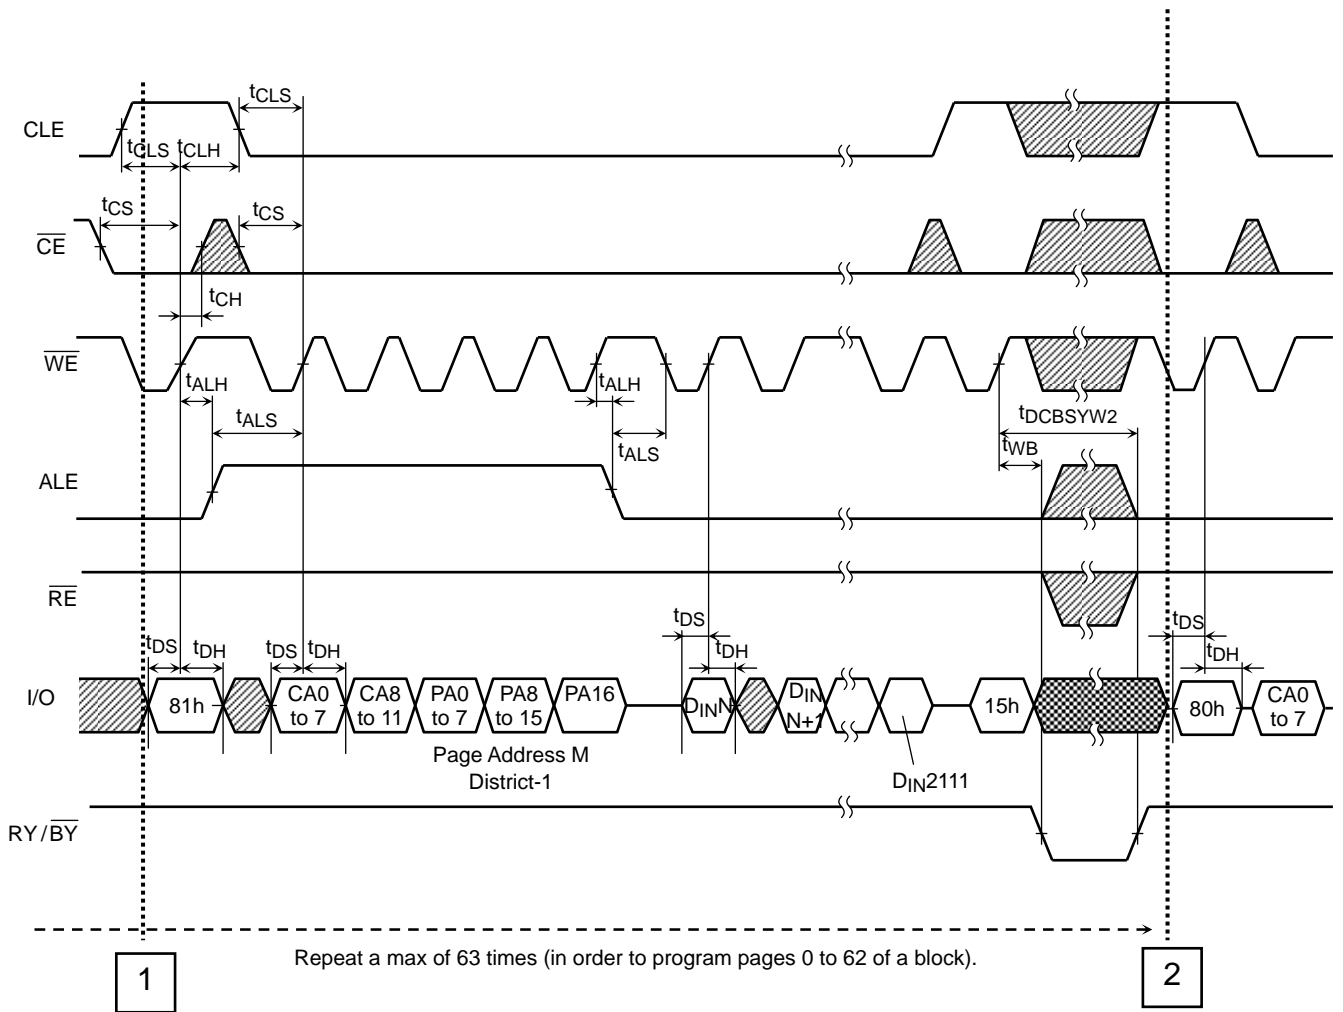 tCLS
CLE
tCLS
tCLH
tCS
tCS
CE
tCH
WE
tALH
tALH
tDCBSYW2
tALS
tALS
tWB
ALE
RE
tDS
tDH
tDS
tDH
tDS
tDH
tDS
tDH
I/O
81h
CA0
to 7
CA8
to 11
PA0
to 7
PA8
to 15
PA16
DINN
DIN
N+1
15h
80h
CA0
to 7
Page Address M
District-1
DIN2111
RY/BY
Repeat a max of 63 times (in order to program pages 0 to 62 of a block).
1
2